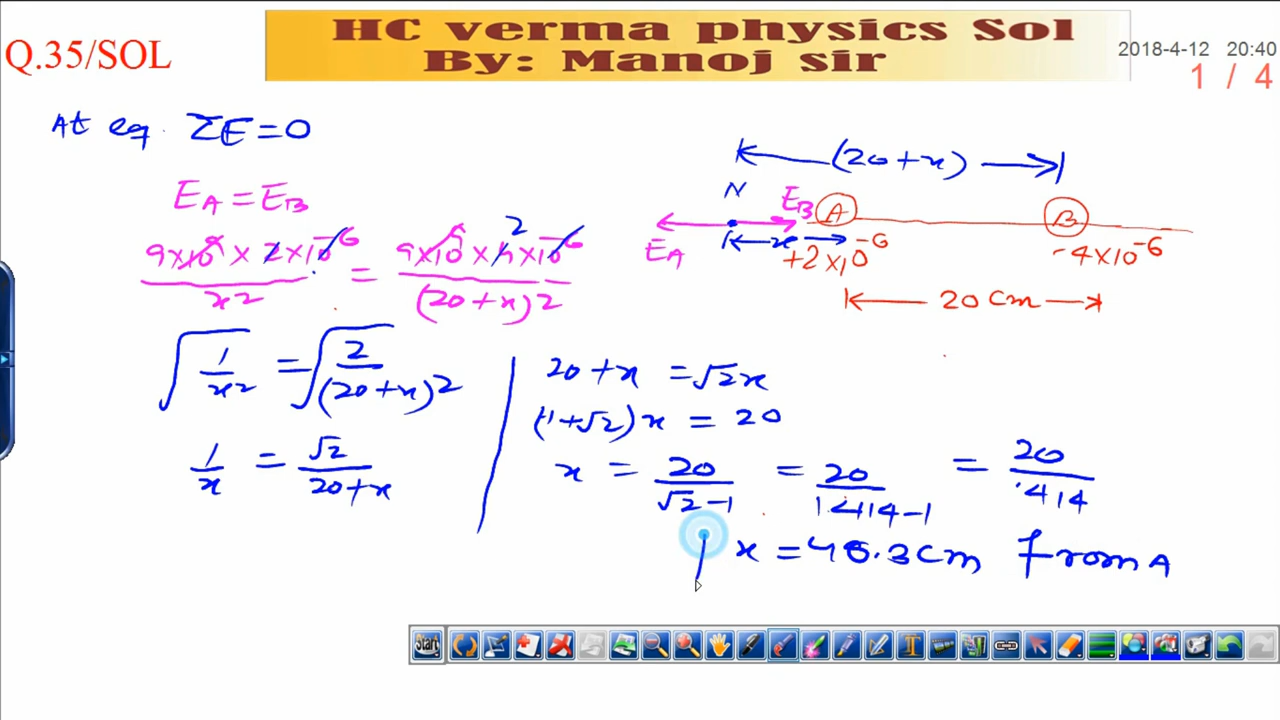 HC verma physics Sol
By: Manoj sir
Q.35/SOL
2018-4-12 20:40
1 / 4
At eq. ΣE=0
E_A = E_B
9×10^9 × 2×10^-6 / x^2 = 9×10^9 × 4×10^-6 / (20+x)^2
2
√(1/x^2) = √(2/(20+x)^2)
1/x = √2/(20+x)
(20+x)
N
E_B
A
B
E_A
x
+2×10^-6
-4×10^-6
20 cm
20+x = √2x
(-1+√2)x = 20
x = 20/(√2-1) = 20/(1.414-1) = 20/.414
x = 48.3cm from A
Start